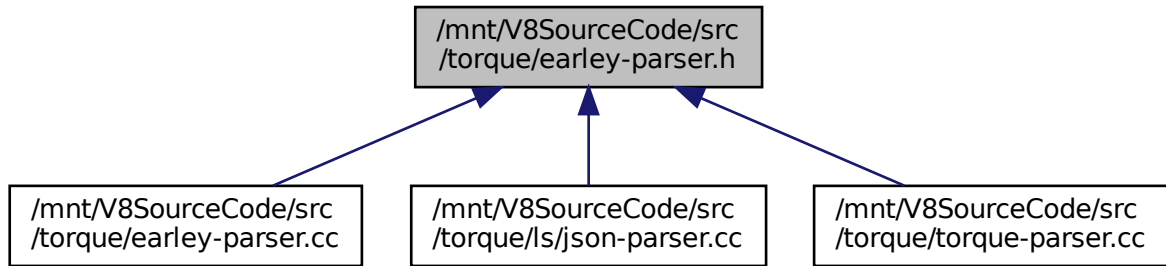 /mnt/V8SourceCode/src
/torque/earley-parser.h
/mnt/V8SourceCode/src
/torque/earley-parser.cc
/mnt/V8SourceCode/src
/torque/ls/json-parser.cc
/mnt/V8SourceCode/src
/torque/torque-parser.cc